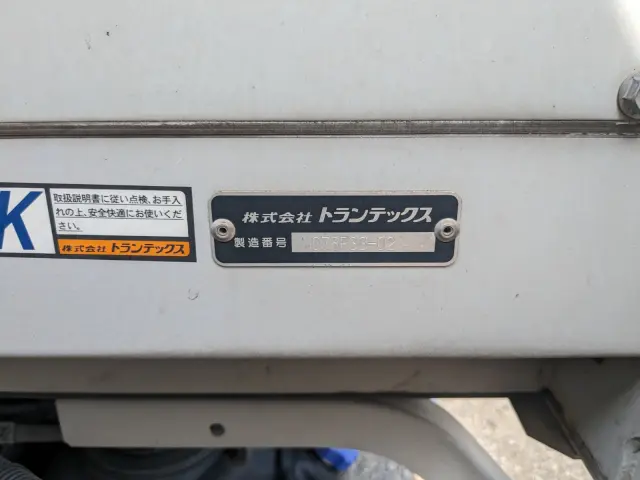 K
取扱説明書に従い点検、お手入
れの上、安全快適にお使いくだ
さい。
株式会社トランテックス
株式会社 トランテックス
製造番号